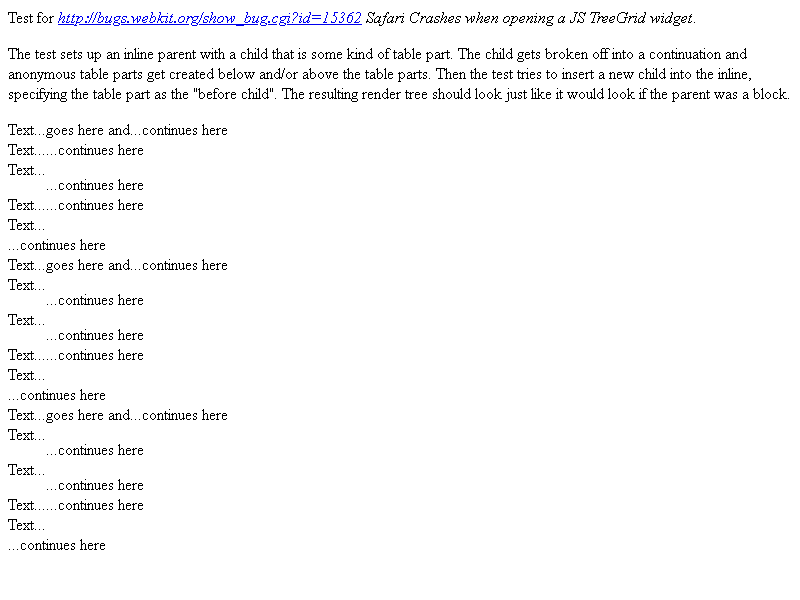 Test for http://bugs.webkit.org/show_bug.cgi?id=15362 Safari Crashes when opening a JS TreeGrid widget.
The test sets up an inline parent with a child that is some kind of table part. The child gets broken off into a continuation and
anonymous table parts get created below and/or above the table parts. Then the test tries to insert a new child into the inline,
specifying the table part as the "before child". The resulting render tree should look just like it would look if the parent was a block.
Text...goes here and...continues here
Text......continues here
Text...
...continues here
Text......continues here
Text...
...continues here
Text...goes here and...continues here
Text...
...continues here
Text...
...continues here
Text......continues here
Text...
...continues here
Text...goes here and...continues here
Text...
...continues here
Text...
...continues here
Text......continues here
Text...
...continues here